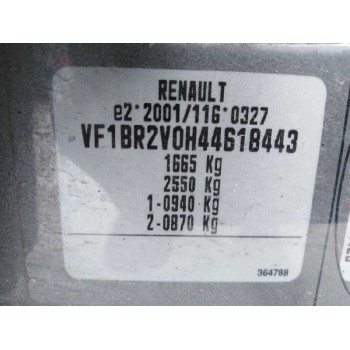 RENAULT
e2*2001/116*0327
VF1BR2V0H44618443
1665 Kg
2550 Kg
1-0940 Kg
2-0870 Kg
364788